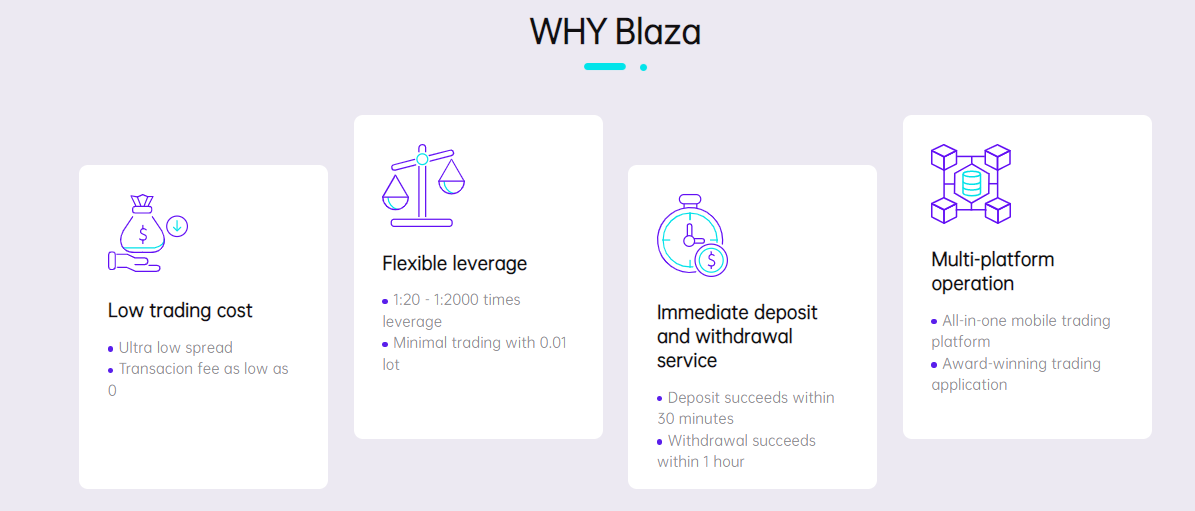 WHY Blaza
Low trading cost
• Ultra low spread
• Transacion fee as low as
0
Flexible leverage
• 1:20 - 1:2000 times
leverage
• Minimal trading with 0.01
lot
Immediate deposit
and withdrawal
service
• Deposit succeeds within
30 minutes
• Withdrawal succeeds
within 1 hour
Multi-platform
operation
• All-in-one mobile trading
platform
• Award-winning trading
application